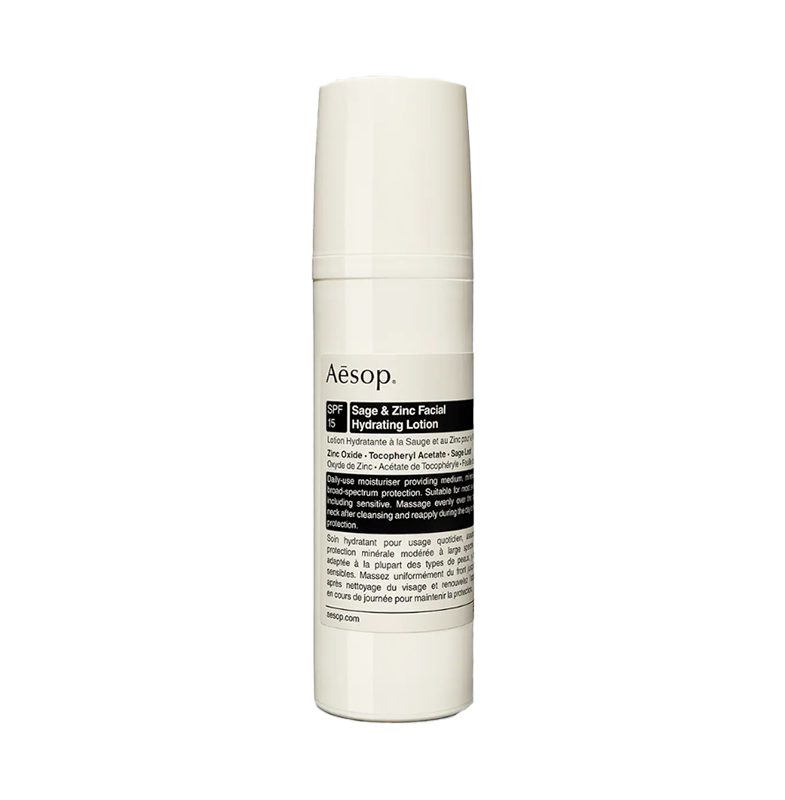 Aēsop.
SPF 15
Sage & Zinc Facial
Hydrating Lotion
Lotion Hydratante à la Sauge et au Zinc pour
Zinc Oxide • Tocopheryl Acetate • Sage Leaf
Oxyde de Zinc • Acétate de Tocophéryle •
Daily-use moisturiser providing medium,
broad-spectrum protection. Suitable for most
including sensitive. Massage evenly over the
neck after cleansing and reapply during the day
protection.
Soin hydratant pour usage quotidien,
protection minérale modérée à large
adaptée à la plupart des types de peaux,
sensibles. Massez uniformément du front
après nettoyage du visage et renouvelez
en cours de journée pour maintenir la protection.
aesop.com